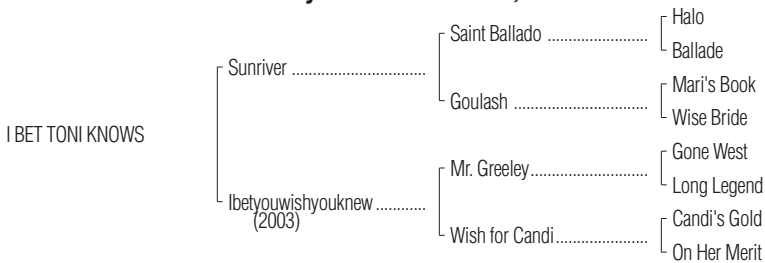 Halo
Saint Ballado ........................
Ballade
Sunriver ................................
Mari's Book
Goulash ................................
Wise Bride
I BET TONI KNOWS
Gone West
Mr. Greeley............................
Long Legend
Ibetyouwishyouknew ............
(2003)
Candi's Gold
Wish for Candi......................
On Her Merit